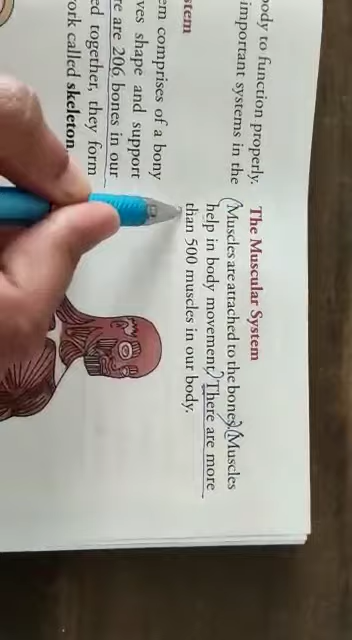 ody to function properly.
important systems in the
stem
em comprises of a bony
ves shape and support
re are 206 bones in our
ed together, they form
ork called skeleton.
The Muscular System
(Muscles are attached to the bones.)(Muscles
help in body movement.)There are more
than 500 muscles in our body.